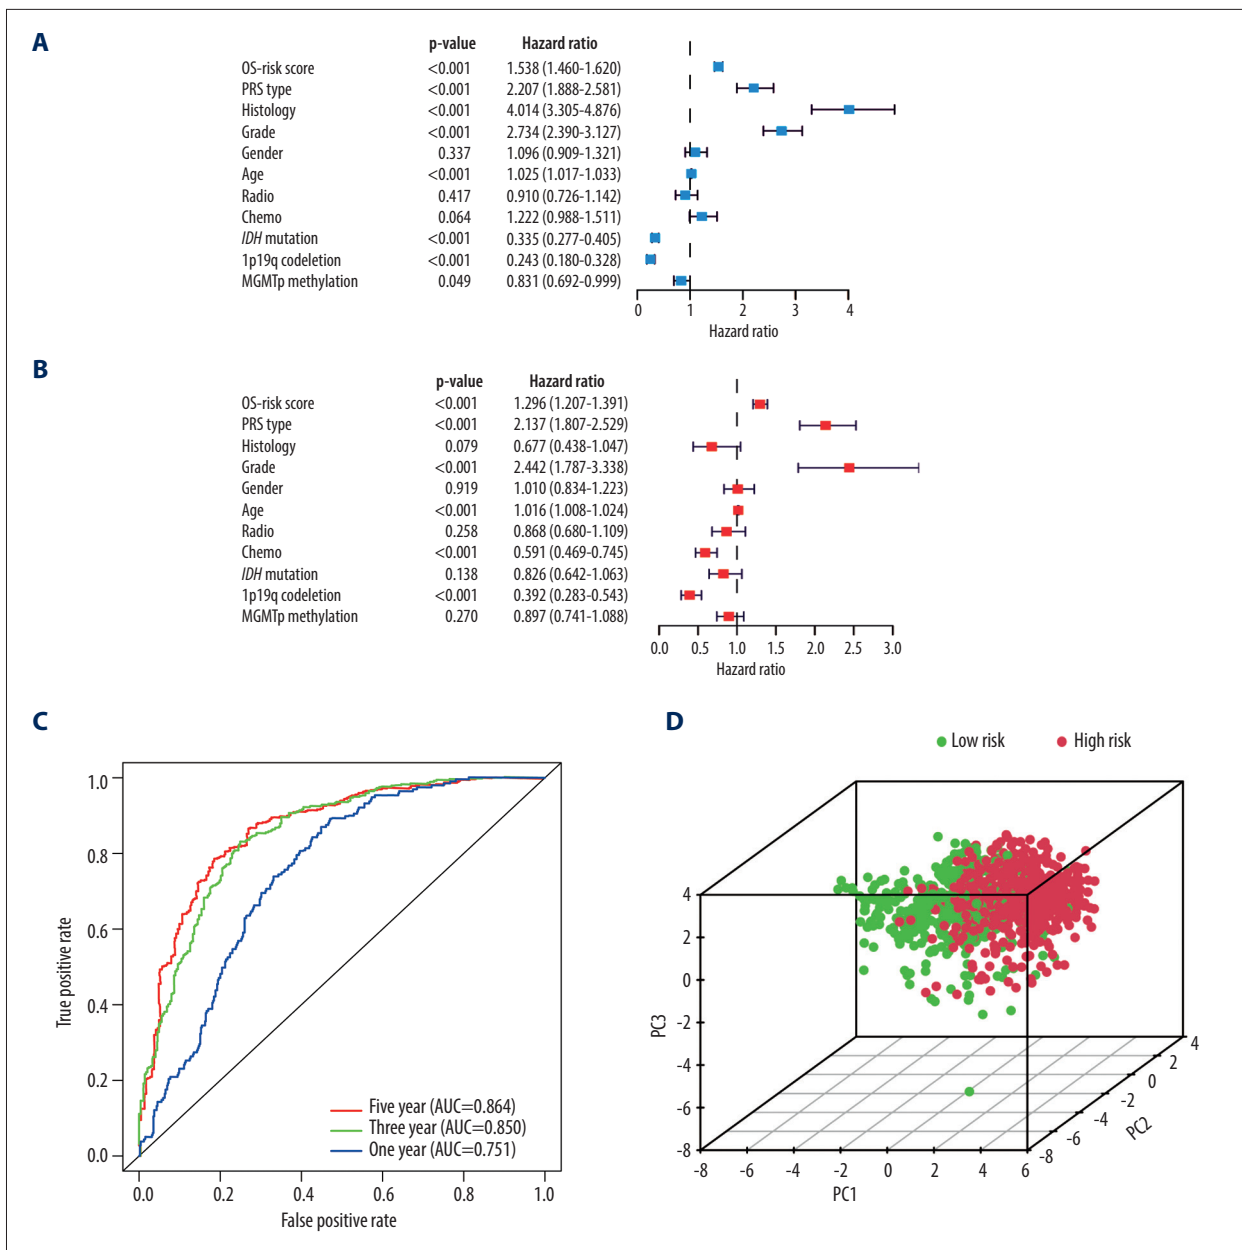 A
p-value Hazard ratio
OS-risk score <0.001 1.538 (1.460-1.620)
PRS type <0.001 2.207 (1.888-2.581)
Histology <0.001 4.014 (3.305-4.876)
Grade <0.001 2.734 (2.390-3.127)
Gender 0.337 1.096 (0.909-1.321)
Age <0.001 1.025 (1.017-1.033)
Radio 0.417 0.910 (0.726-1.142)
Chemo 0.064 1.222 (0.988-1.511)
IDH mutation <0.001 0.335 (0.277-0.405)
1p19q codeletion <0.001 0.243 (0.180-0.328)
MGMTp methylation 0.049 0.831 (0.692-0.999)
0 1 2 3 4
Hazard ratio
B
p-value Hazard ratio
OS-risk score <0.001 1.296 (1.207-1.391)
PRS type <0.001 2.137 (1.807-2.529)
Histology 0.079 0.677 (0.438-1.047)
Grade <0.001 2.442 (1.787-3.338)
Gender 0.919 1.010 (0.834-1.223)
Age <0.001 1.016 (1.008-1.024)
Radio 0.258 0.868 (0.680-1.109)
Chemo <0.001 0.591 (0.469-0.745)
IDH mutation 0.138 0.826 (0.642-1.063)
1p19q codeletion <0.001 0.392 (0.283-0.543)
MGMTp methylation 0.270 0.897 (0.741-1.088)
0.0 0.5 1.0 1.5 2.0 2.5 3.0
Hazard ratio
C
True positive rate
1.0
0.8
0.6
0.4
0.2
0.0
Five year (AUC=0.864)
Three year (AUC=0.850)
One year (AUC=0.751)
0.0 0.2 0.4 0.6 0.8 1.0
False positive rate
D
Low risk High risk
PC3
4
2
0
-2
-4
-6
-8
-8 -6 -4 -2 0 2 4 6
PC1
-8
-6
-4
-2
0
2
4
PC2